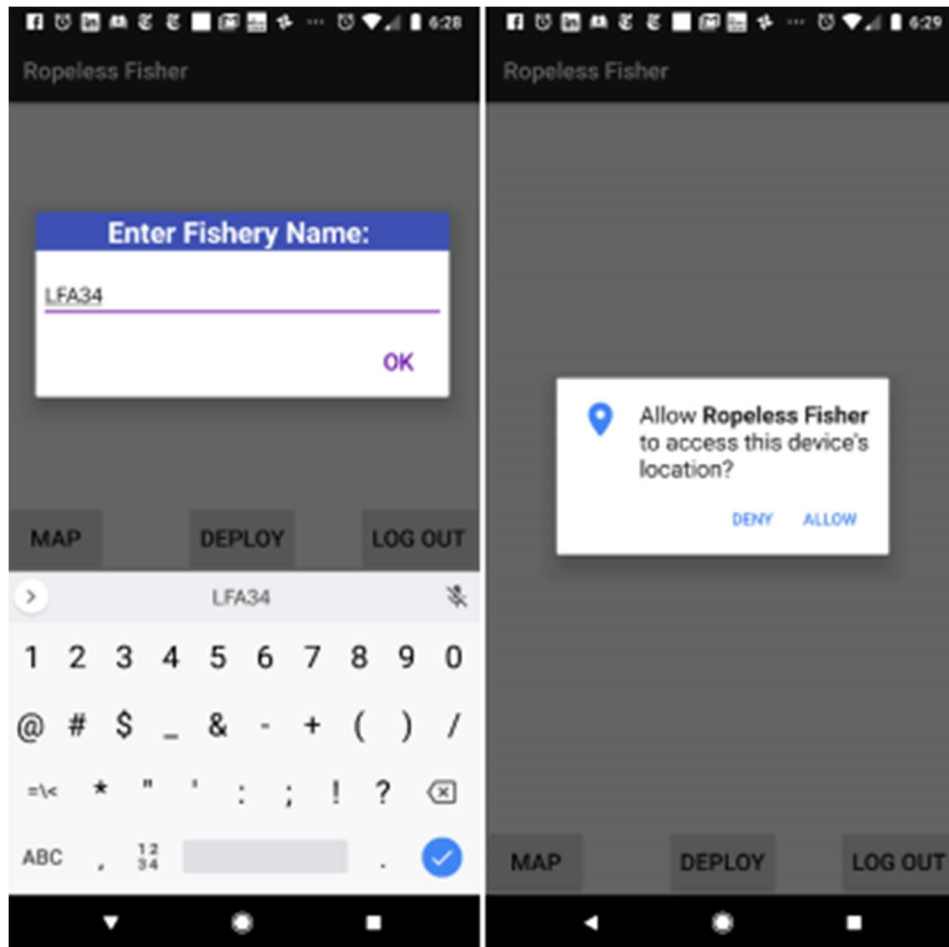 6:28
Ropeless Fisher
Enter Fishery Name:
LFA34
OK
MAP DEPLOY LOG OUT
LFA34
1 2 3 4 5 6 7 8 9 0
@ # $ _ & - + ( ) /
=\< * " ' : ; ! ?
ABC , 12 34 .
6:29
Ropeless Fisher
Allow Ropeless Fisher
to access this device's
location?
DENY ALLOW
MAP DEPLOY LOG OUT